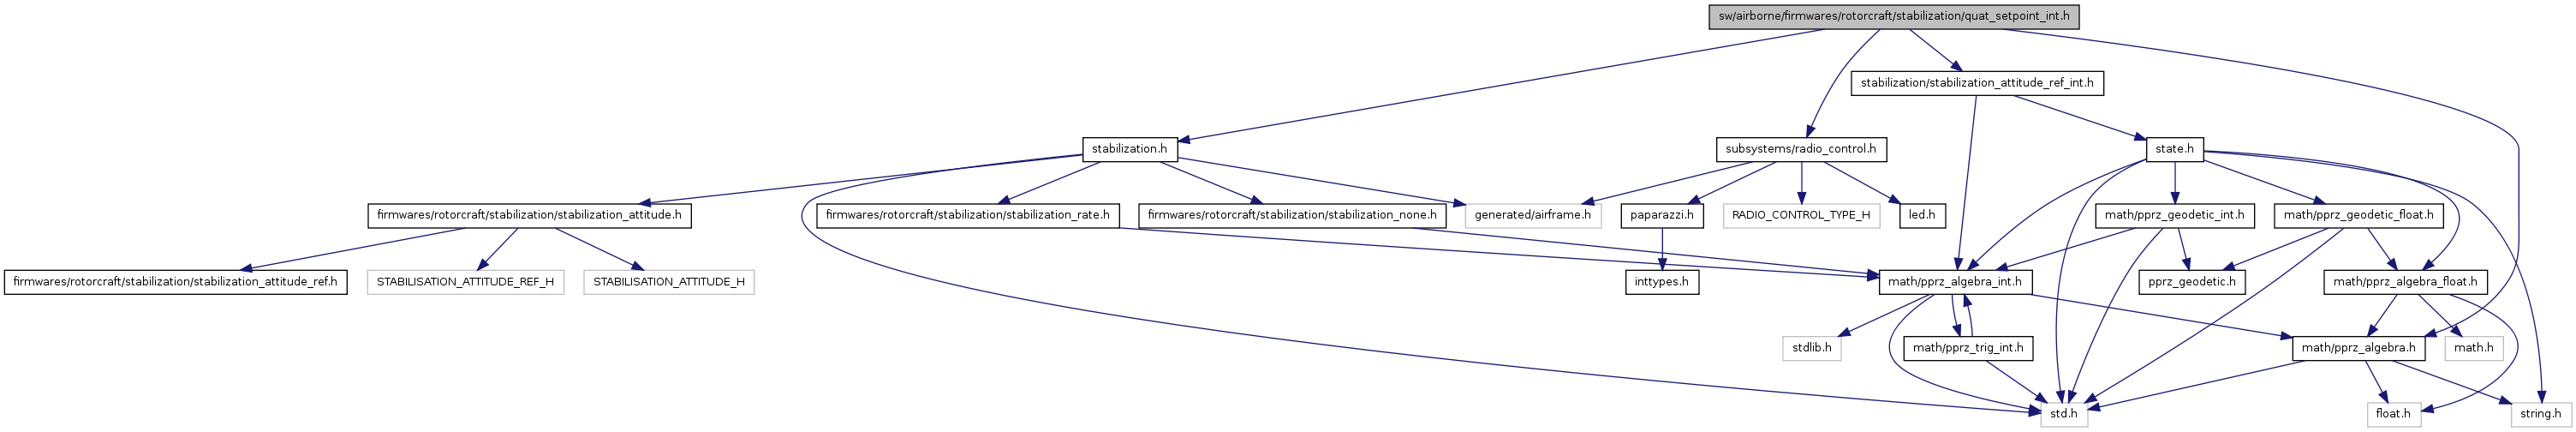 sw/airborne/firmwares/rotorcraft/stabilization/quat_setpoint_int.h
stabilization/stabilization_attitude_ref_int.h
stabilization.h
subsystems/radio_control.h
state.h
firmwares/rotorcraft/stabilization/stabilization_attitude.h
firmwares/rotorcraft/stabilization/stabilization_rate.h
firmwares/rotorcraft/stabilization/stabilization_none.h
generated/airframe.h
paparazzi.h
RADIO_CONTROL_TYPE_H
led.h
math/pprz_geodetic_int.h
math/pprz_geodetic_float.h
firmwares/rotorcraft/stabilization/stabilization_attitude_ref.h
STABILISATION_ATTITUDE_REF_H
STABILISATION_ATTITUDE_H
inttypes.h
math/pprz_algebra_int.h
pprz_geodetic.h
math/pprz_algebra_float.h
stdlib.h
math/pprz_trig_int.h
math/pprz_algebra.h
math.h
std.h
float.h
string.h